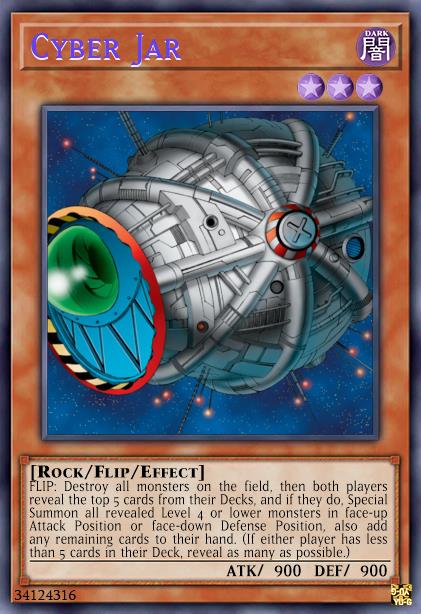 Cyber Jar
DARK
闇
[Rock/Flip/Effect]
FLIP: Destroy all monsters on the field, then both players
reveal the top 5 cards from their Decks, and if they do, Special
Summon all revealed Level 4 or lower monsters in face-up
Attack Position or face-down Defense Position, also add
any remaining cards to their hand. (If either player has less
than 5 cards in their Deck, reveal as many as possible.)
ATK/ 900 DEF/ 900
34124316